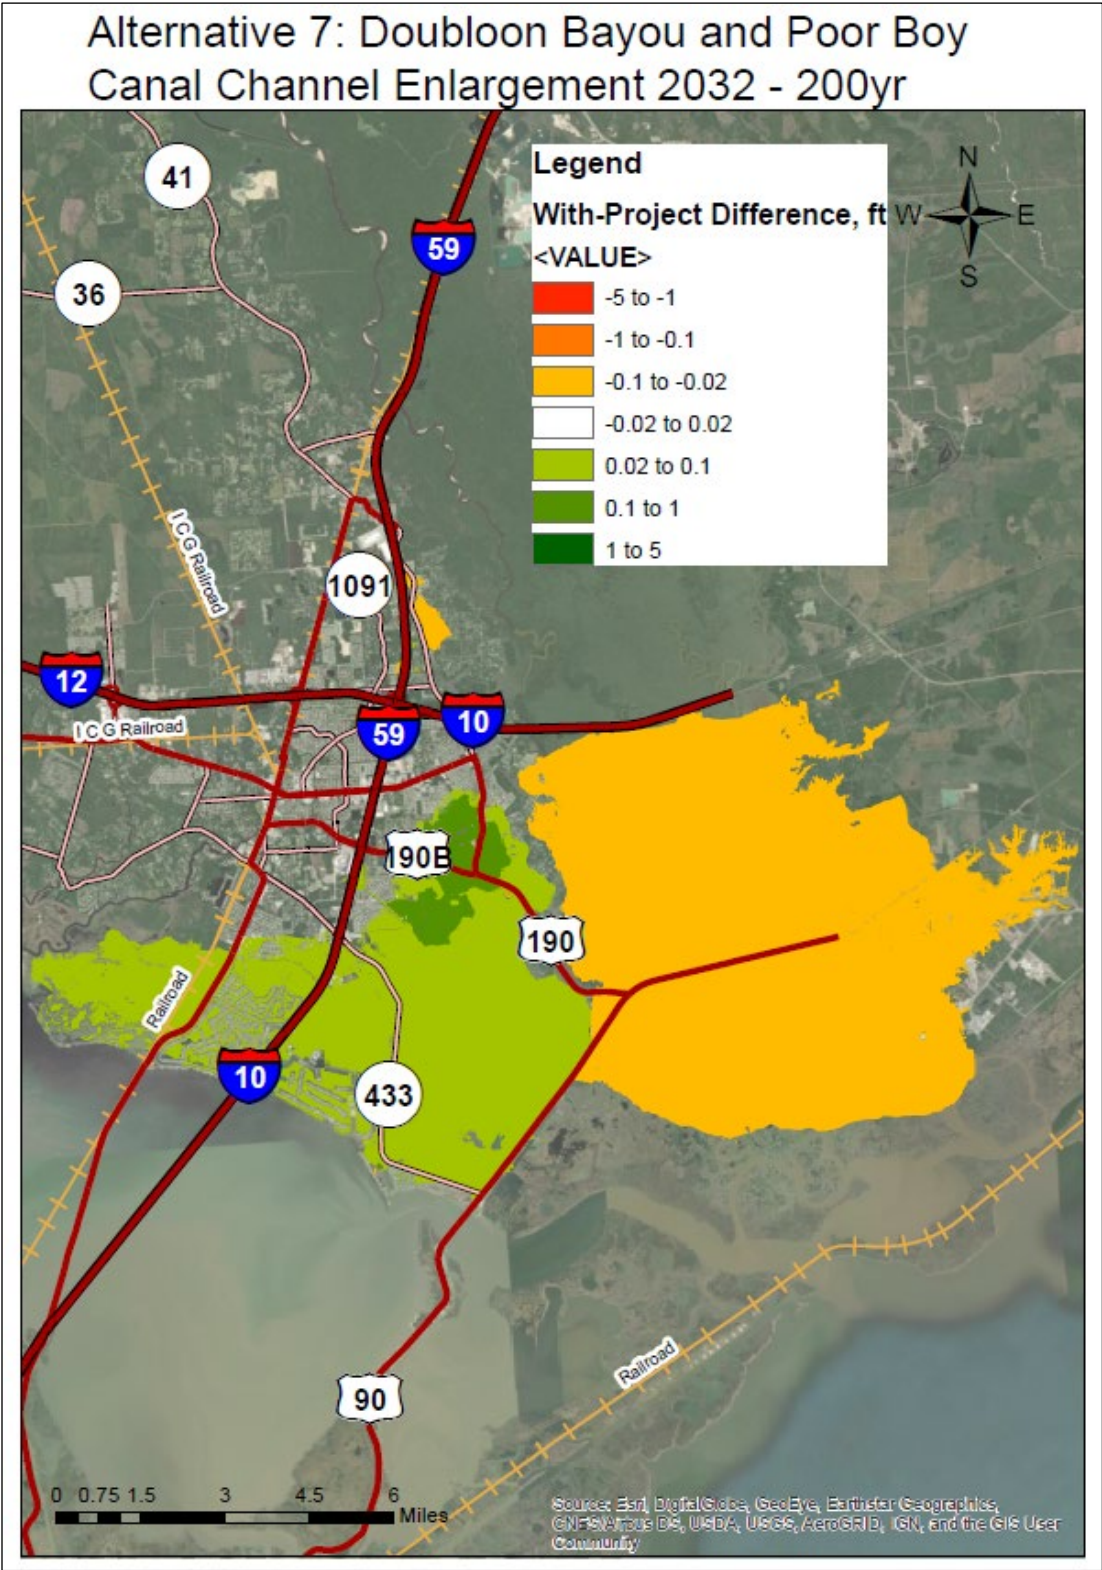 Alternative 7: Doubloon Bayou and Poor Boy
Canal Channel Enlargement 2032 - 200yr
Legend
With-Project Difference, ft
<VALUE>
-5 to -1
-1 to -0.1
-0.1 to -0.02
-0.02 to 0.02
0.02 to 0.1
0.1 to 1
1 to 5
N
W
E
S
41
59
36
I C G Railroad
1091
12
I C G Railroad
59
10
190B
190
Railroad
10
433
Railroad
90
0 0.75 1.5 3 4.5 6
Miles
Source: Esri, DigitalGlobe, GeoEye, Earthstar Geographics,
CNES/Airbus DS, USDA, USGS, AeroGRID, IGN, and the GIS User
Community